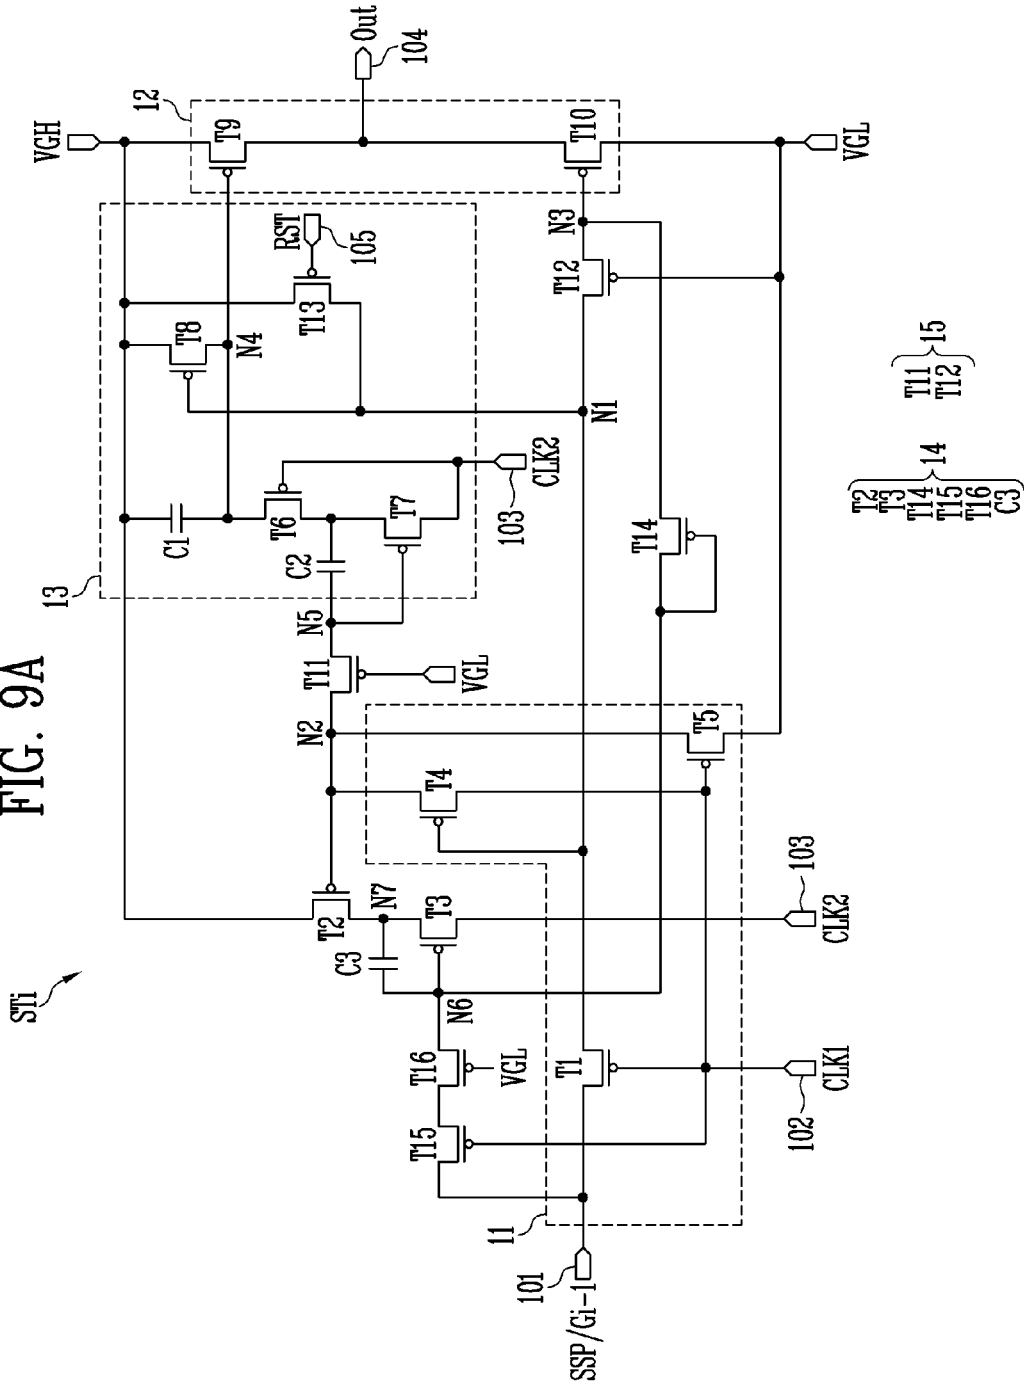 FIG. 9A
STi
VGH
12
Out
104
T9
T10
VGL
13
RST
105
T13
T8
N4
C1
T6
C2
T7
103
CLK2
N5
T11
VGL
N2
N3
T12
N1
T14
T2
N7
T3
C3
N6
T4
T5
T16
VGL
T15
T1
103
CLK2
102
CLK1
11
101
SSP/Gi-1
T2
T3
T14
T15
T16
C3
14
T11
T12
15